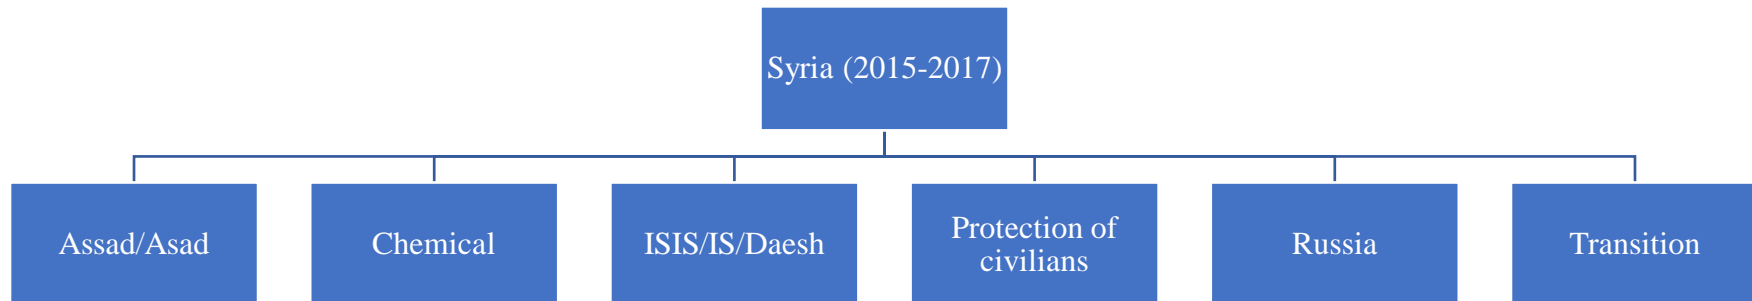 Syria (2015-2017)
Assad/Asad
Chemical
ISIS/IS/Daesh
Protection of
civilians
Russia
Transition